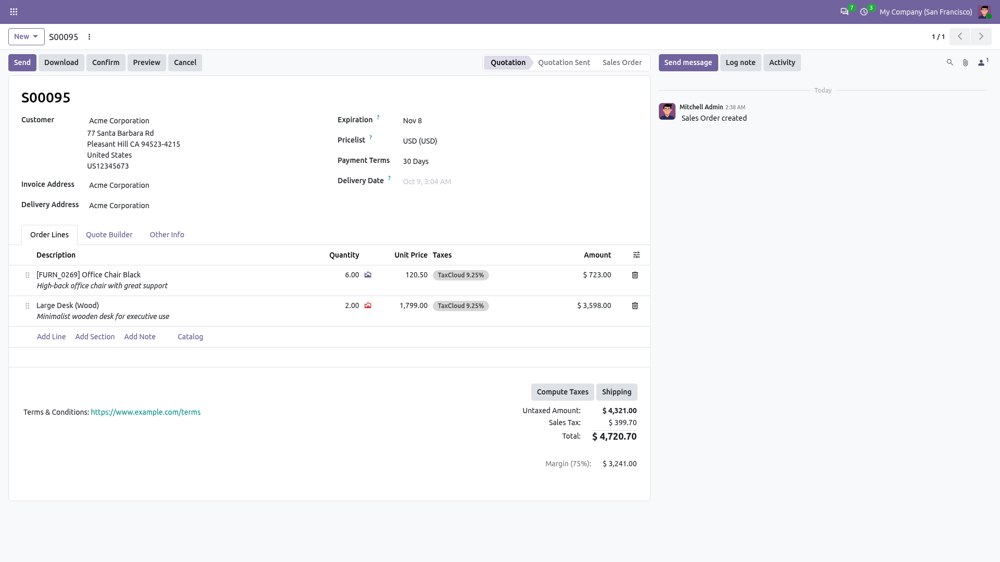 7
3
My Company (San Francisco)
New
S00095
1 / 1
Send
Download
Confirm
Preview
Cancel
Quotation
Quotation Sent
Sales Order
Send message
Log note
Activity
1
S00095
Customer
Acme Corporation
77 Santa Barbara Rd
Pleasant Hill CA 94523-4215
United States
US12345673
Invoice Address
Acme Corporation
Delivery Address
Acme Corporation
Expiration ?
Nov 8
Pricelist ?
USD (USD)
Payment Terms
30 Days
Delivery Date ?
Oct 9, 3:04 AM
Today
Mitchell Admin 2:38 AM
Sales Order created
Order Lines
Quote Builder
Other Info
Description Quantity Unit Price Taxes Amount
[FURN_0269] Office Chair Black 6.00 120.50 TaxCloud 9.25% $ 723.00
High-back office chair with great support
Large Desk (Wood) 2.00 1,799.00 TaxCloud 9.25% $ 3,598.00
Minimalist wooden desk for executive use
Add Line Add Section Add Note Catalog
Compute Taxes
Shipping
Terms & Conditions: https://www.example.com/terms
Untaxed Amount: $ 4,321.00
Sales Tax: $ 399.70
Total: $ 4,720.70
Margin (75%): $ 3,241.00